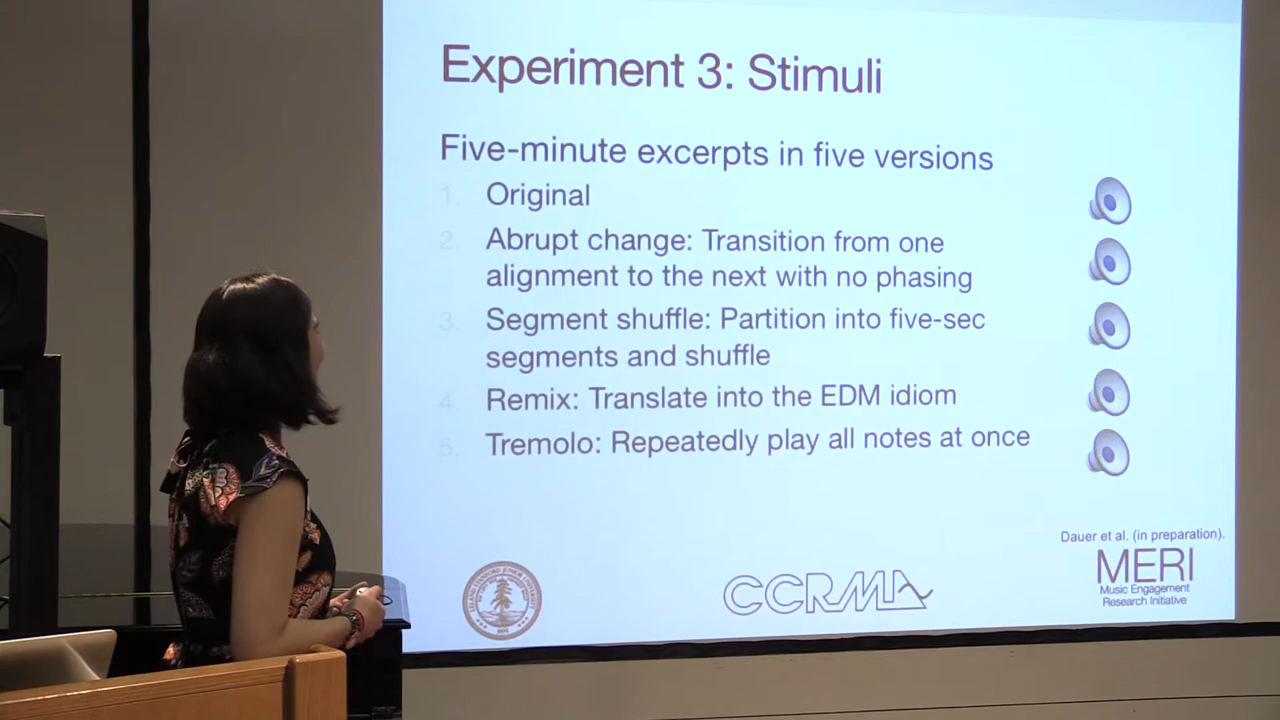 Experiment 3: Stimuli
Five-minute excerpts in five versions
1. Original
2. Abrupt change: Transition from one
alignment to the next with no phasing
3. Segment shuffle: Partition into five-sec
segments and shuffle
4. Remix: Translate into the EDM idiom
5. Tremolo: Repeatedly play all notes at once
Dauer et al. (in preparation).
MERI
Music Engagement
Research Initiative
CCRMA